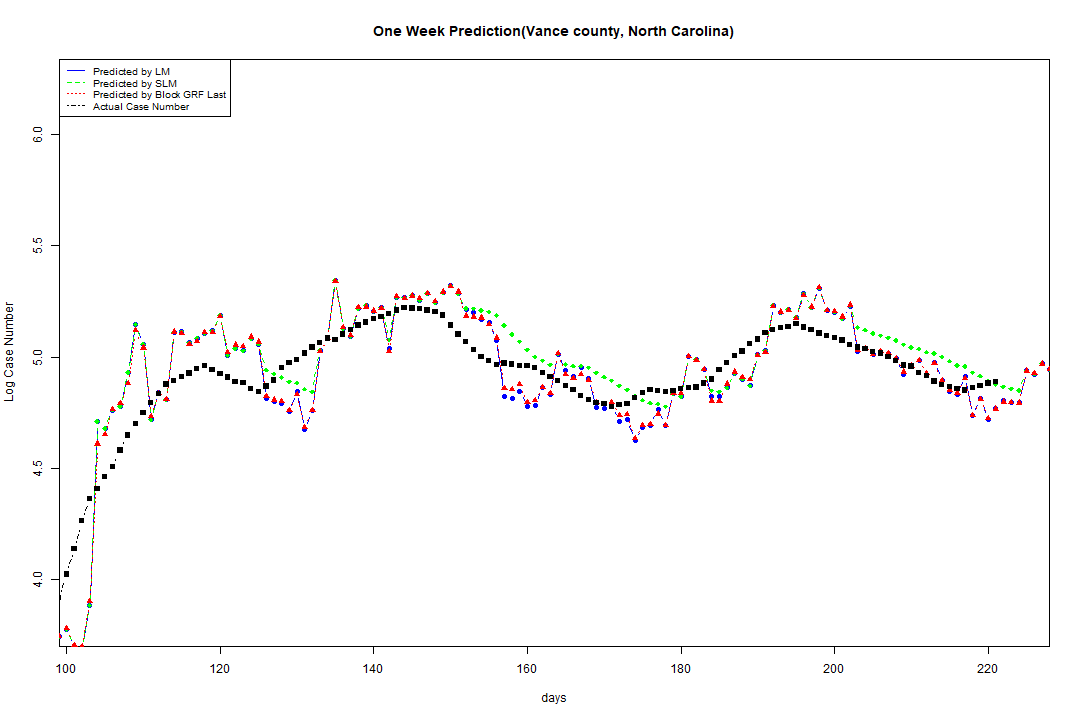 One Week Prediction(Vance county, North Carolina)
Predicted by LM
Predicted by SLM
Predicted by Block GRF Last
Actual Case Number
Log Case Number
6.0
5.5
5.0
4.5
4.0
100 120 140 160 180 200 220
days